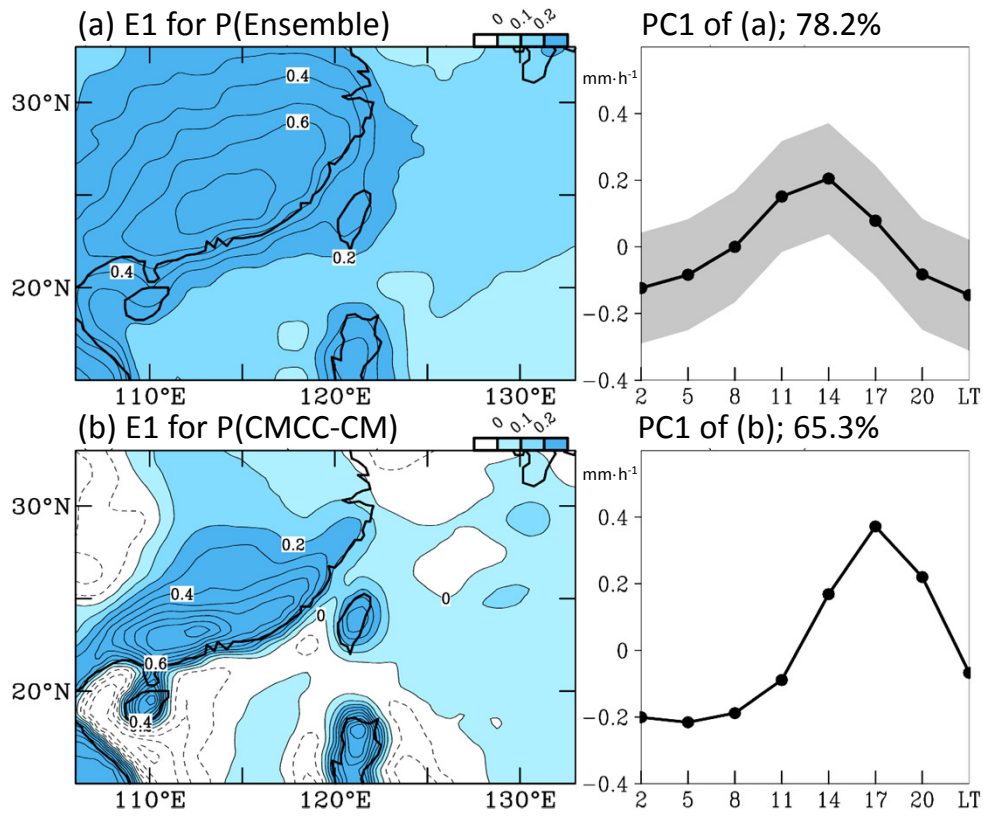 (a) E1 for P(Ensemble)
0 0.1 0.2
PC1 of (a); 78.2%
mm·h-1
30°N
20°N
0.4
0.6
0.4
0.2
110°E 120°E 130°E
0.4
0.2
0
-0.2
-0.4
2 5 8 11 14 17 20 LT
(b) E1 for P(CMCC-CM)
0 0.1 0.2
PC1 of (b); 65.3%
mm·h-1
30°N
20°N
0.2
0.4
0
0
0.6
0.4
110°E 120°E 130°E
0.4
0.2
0
-0.2
-0.4
2 5 8 11 14 17 20 LT